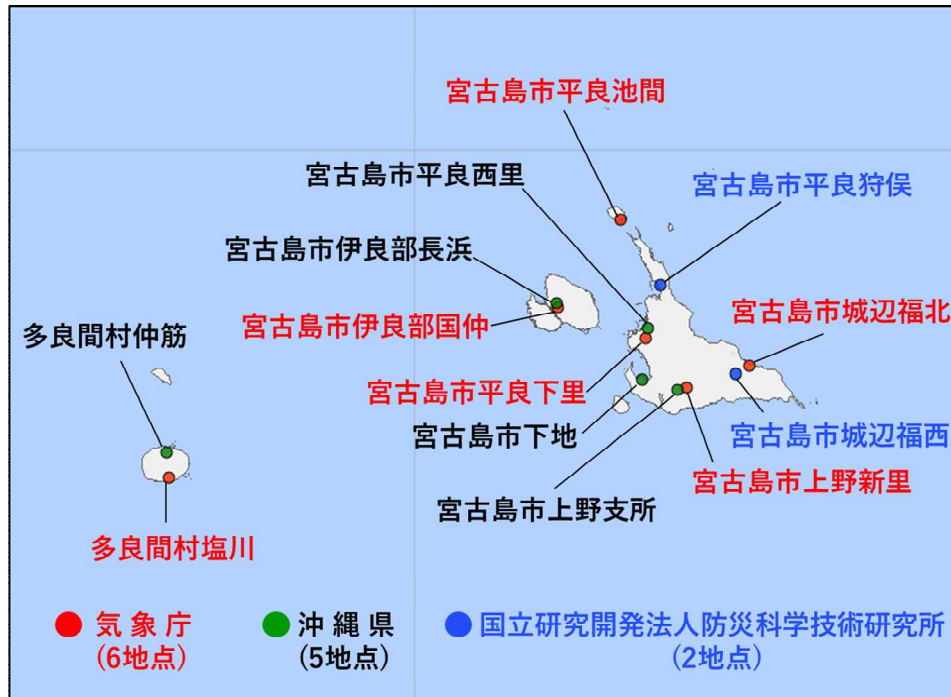 宮古島市平良池間
宮古島市平良西里
宮古島市平良狩俣
宮古島市伊良部長浜
宮古島市伊良部国仲
宮古島市城辺福北
多良間村仲筋
宮古島市平良下里
宮古島市下地
宮古島市城辺福西
宮古島市上野新里
宮古島市上野支所
多良間村塩川
気象庁
(6地点)
沖縄県
(5地点)
国立研究開発法人防災科学技術研究所
(2地点)